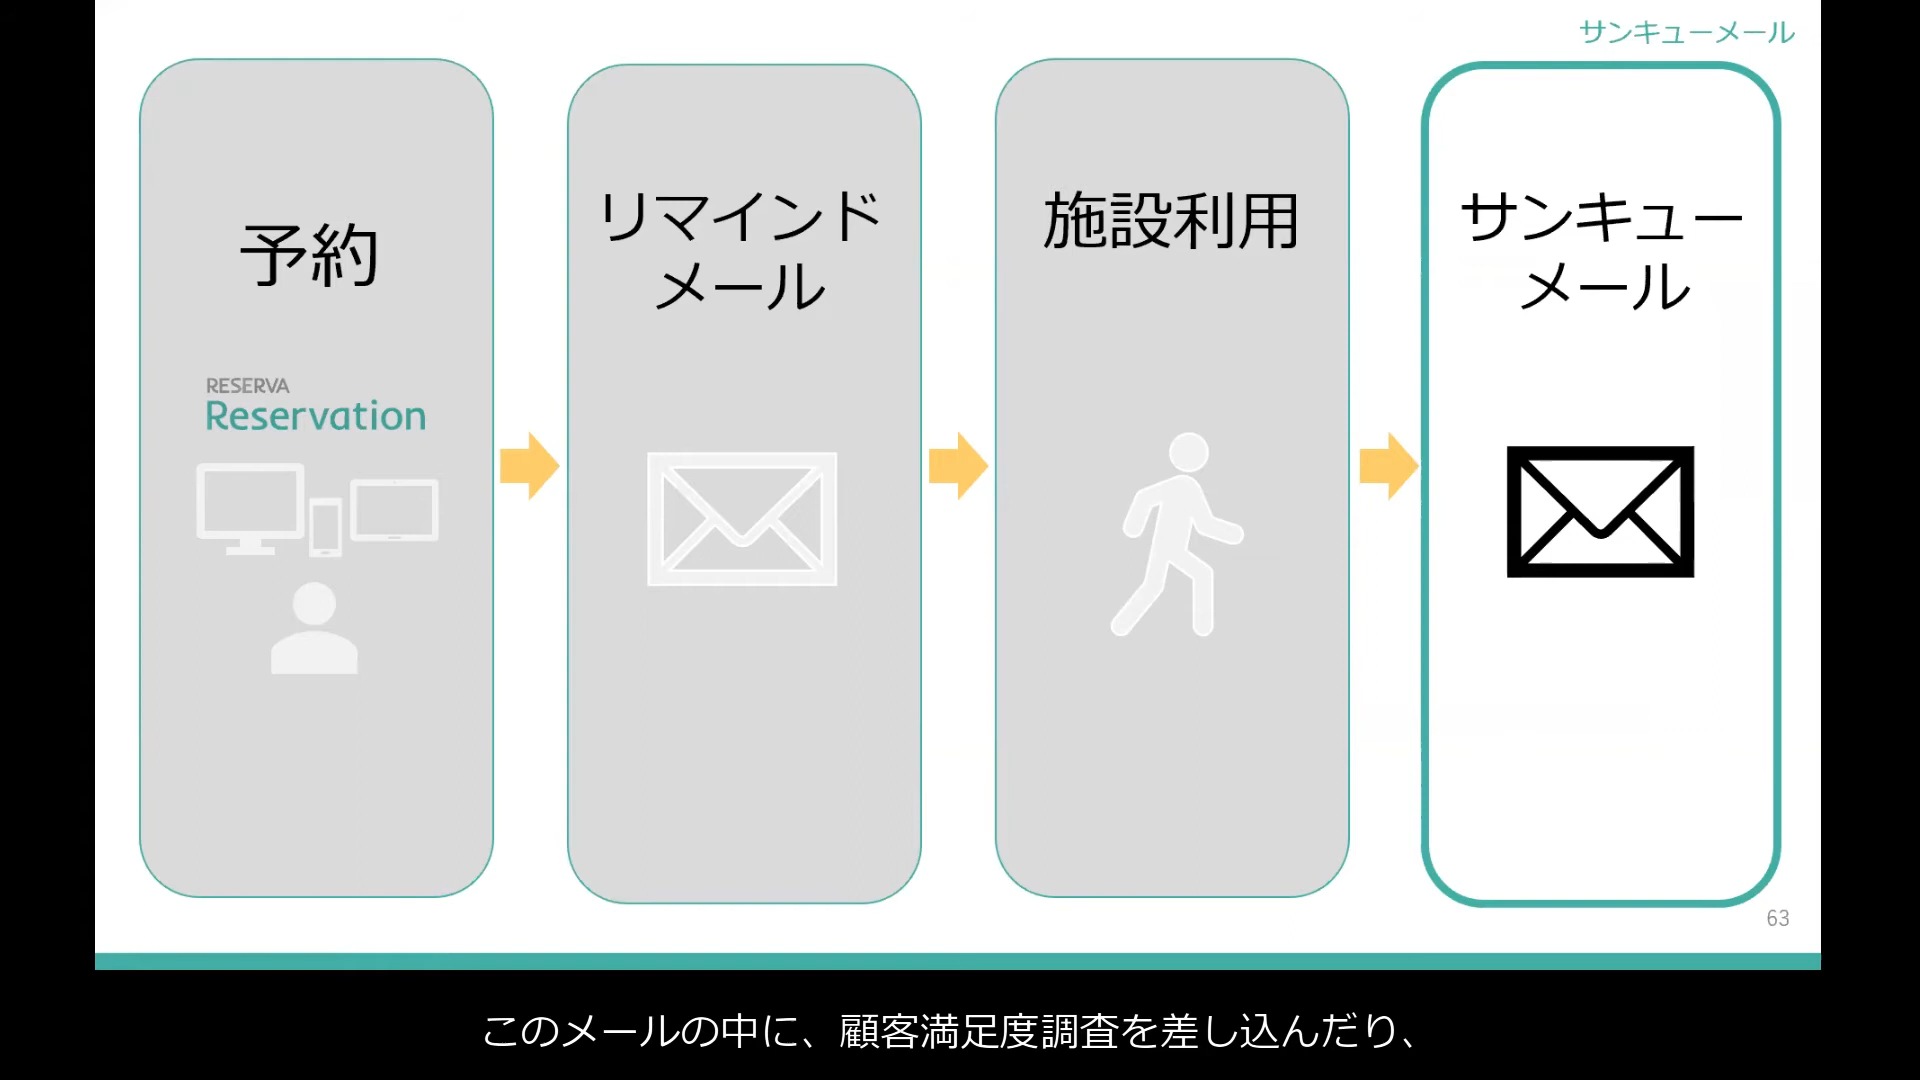 サンキューメール
予約
RESERVA
Reservation
リマインド
メール
施設利用
サンキュー
メール
63
このメールの中に、顧客満足度調査を差し込んだり、